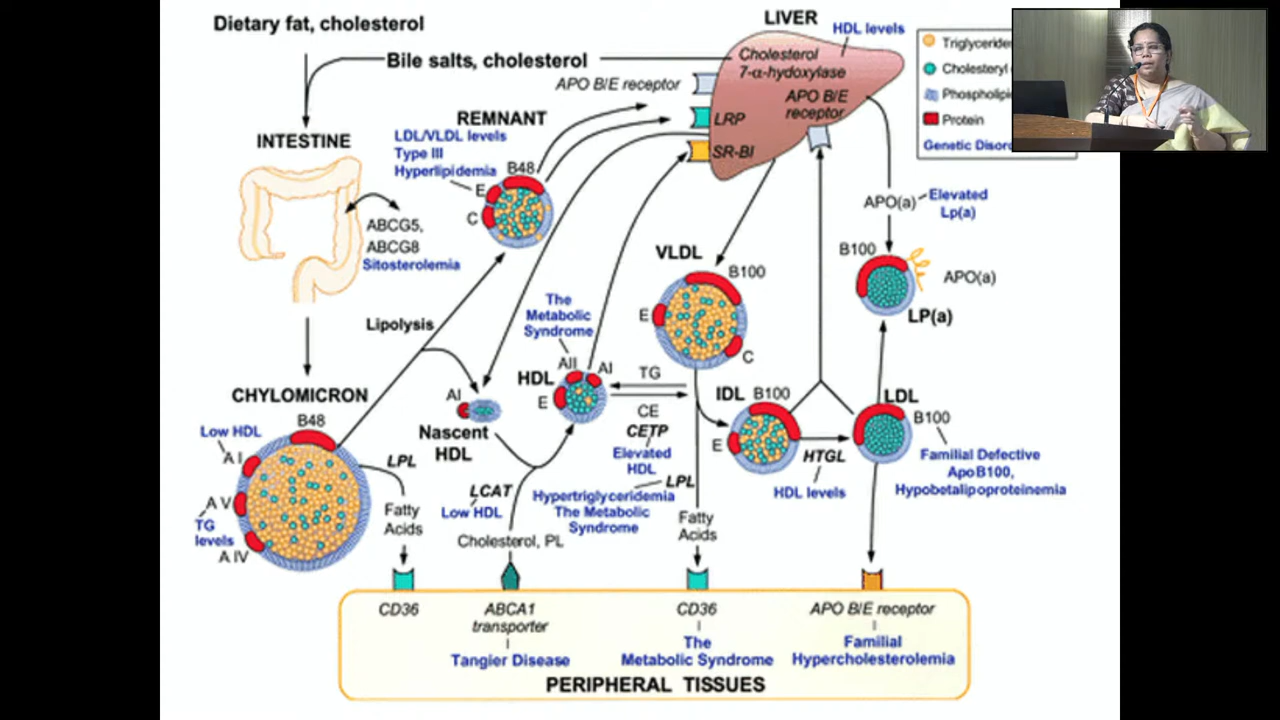 Dietary fat, cholesterol
LIVER
HDL levels
Bile salts, cholesterol
Cholesterol
7-α-hydoxylase
APO B/E receptor
APO B/E
receptor
LRP
SR-BI
Cholesteryl
Protein
INTESTINE
REMNANT
LDL/VLDL levels
Type III
Hyperlipidemia
B48
E
C
ABCG5,
ABCG8
Sitosterolemia
APO(a)
Elevated
Lp(a)
B100
APO(a)
LP(a)
VLDL
B100
E
C
Lipolysis
The
Metabolic
Syndrome
AII
AI
HDL
E
TG
CE
CETP
Elevated
HDL
AI
Nascent
HDL
IDL
B100
E
LDL
B100
HTGL
HDL levels
Familial Defective
ApoB100,
Hypobetalipoproteinemia
CHYLOMICRON
B48
Low HDL
A I
A V
TG
levels
A IV
LPL
Fatty
Acids
LCAT
Low HDL
Cholesterol, PL
LPL
Hypertriglyceridemia
The Metabolic
Syndrome
Fatty
Acids
CD36
ABCA1
transporter
Tangier Disease
CD36
The
Metabolic Syndrome
APO B/E receptor
Familial
Hypercholesterolemia
PERIPHERAL TISSUES